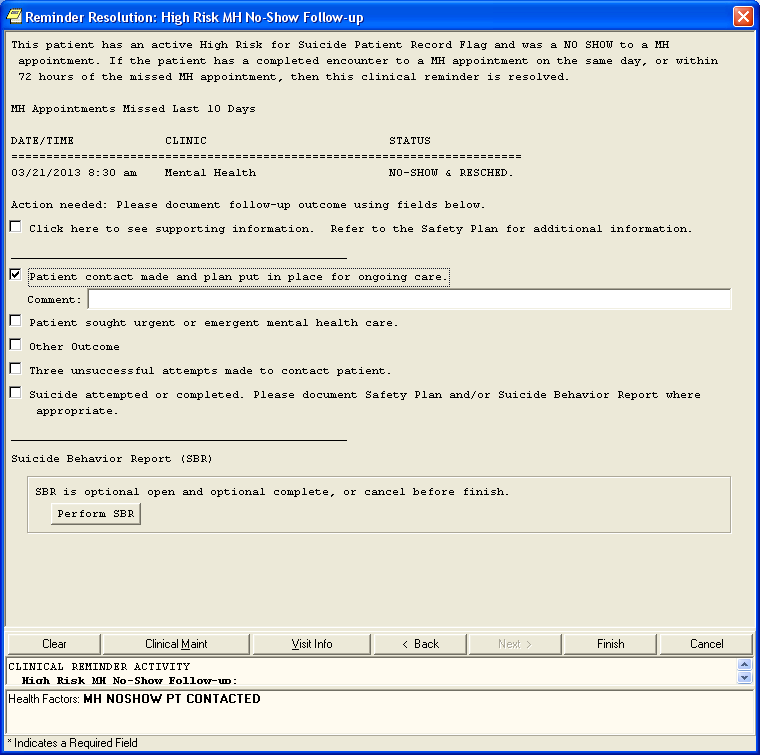 Reminder Resolution: High Risk MH No-Show Follow-up
This patient has an active High Risk for Suicide Patient Record Flag and was a NO SHOW to a MH
appointment. If the patient has a completed encounter to a MH appointment on the same day, or within
72 hours of the missed MH appointment, then this clinical reminder is resolved.
MH Appointments Missed Last 10 Days
DATE/TIME CLINIC STATUS
=========================================================================
03/21/2013 8:30 am Mental Health NO-SHOW & RESCHED.
Action needed: Please document follow-up outcome using fields below.
Click here to see supporting information. Refer to the Safety Plan for additional information.
Patient contact made and plan put in place for ongoing care.
Comment:
Patient sought urgent or emergent mental health care.
Other Outcome
Three unsuccessful attempts made to contact patient.
Suicide attempted or completed. Please document Safety Plan and/or Suicide Behavior Report where
appropriate.
Suicide Behavior Report (SBR)
SBR is optional open and optional complete, or cancel before finish.
Perform SBR
Clear Clinical Maint Visit Info < Back Next > Finish Cancel
CLINICAL REMINDER ACTIVITY
High Risk MH No-Show Follow-up:
Health Factors: MH NOSHOW PT CONTACTED
* Indicates a Required Field